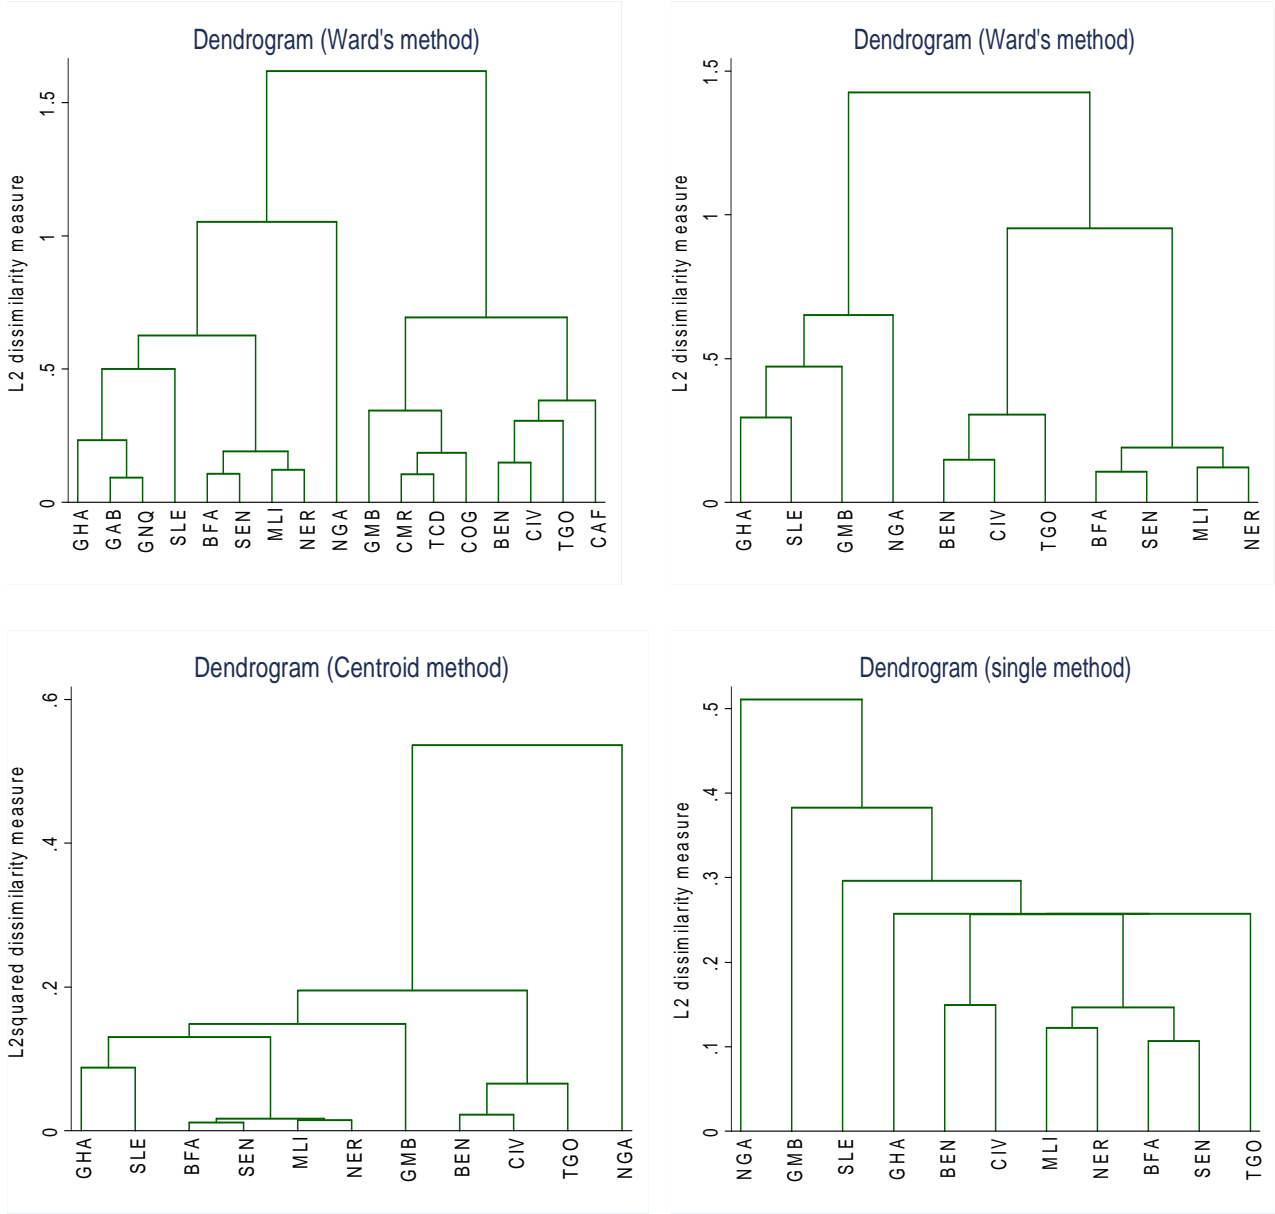 Dendrogram (Ward's method)
L2 dissimilarity measure
1.5
1
.5
0
GHA GAB GNQ SLE BFA SEN MLI NER NGA GMB CMR TCD COG BEN CIV TGO CAF
Dendrogram (Ward's method)
L2 dissimilarity measure
1.5
1
.5
0
GHA SLE GMB NGA BEN CIV TGO BFA SEN MLI NER
Dendrogram (Centroid method)
L2squared dissimilarity measure
.6
.4
.2
0
GHA SLE BFA SEN MLI NER GMB BEN CIV TGO NGA
Dendrogram (single method)
L2 dissimilarity measure
.5
.4
.3
.2
.1
0
NGA GMB SLE GHA BEN CIV MLI NER BFA SEN TGO